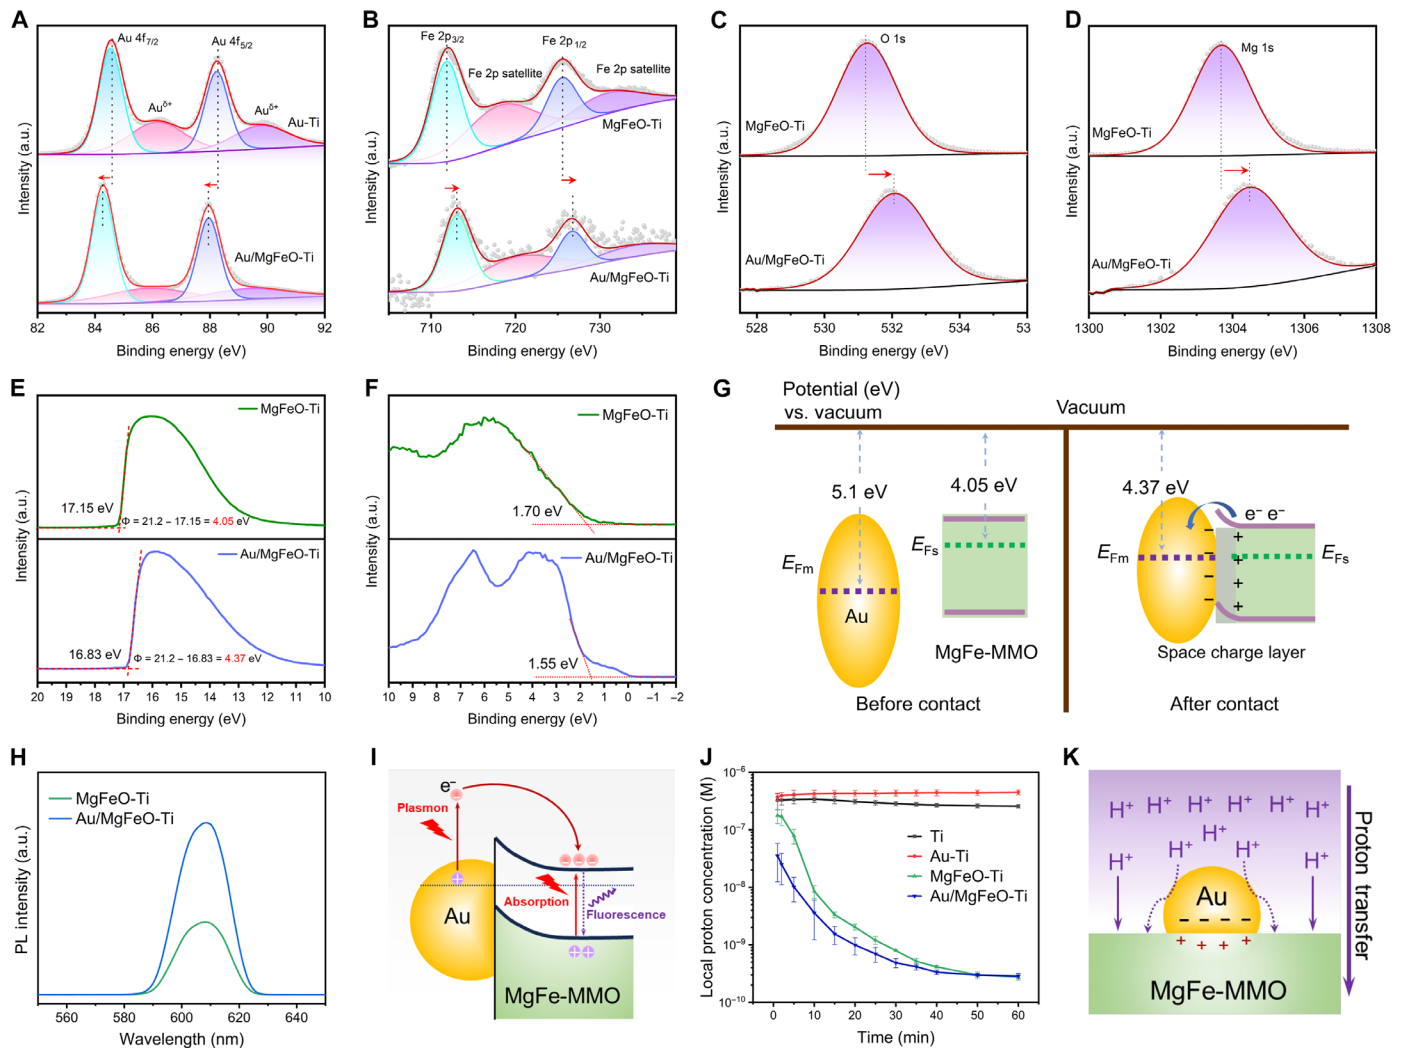 A
Au 4f7/2
Au 4f5/2
Auδ+
Auδ+
Au-Ti
Au/MgFeO-Ti
Intensity (a.u.)
82 84 86 88 90 92
Binding energy (eV)
B
Fe 2p3/2
Fe 2p1/2
Fe 2p satellite
Fe 2p satellite
MgFeO-Ti
Au/MgFeO-Ti
Intensity (a.u.)
710 720 730
Binding energy (eV)
C
O 1s
MgFeO-Ti
Au/MgFeO-Ti
Intensity (a.u.)
528 530 532 534 53
Binding energy (eV)
D
Mg 1s
MgFeO-Ti
Au/MgFeO-Ti
Intensity (a.u.)
1300 1302 1304 1306 1308
Binding energy (eV)
E
MgFeO-Ti
17.15 eV
Φ = 21.2 − 17.15 = 4.05 eV
Au/MgFeO-Ti
16.83 eV
Φ = 21.2 − 16.83 = 4.37 eV
Intensity (a.u.)
20 19 18 17 16 15 14 13 12 11 10
Binding energy (eV)
F
MgFeO-Ti
1.70 eV
Au/MgFeO-Ti
1.55 eV
Intensity (a.u.)
10 9 8 7 6 5 4 3 2 1 0 −1 −2
Binding energy (eV)
G
Potential (eV)
vs. vacuum
Vacuum
5.1 eV
4.05 eV
4.37 eV
e− e−
EFm
EFs
EFm
EFs
Au
− − − −
+ + + +
MgFe-MMO
Space charge layer
Before contact
After contact
H
MgFeO-Ti
Au/MgFeO-Ti
PL intensity (a.u.)
560 580 600 620 640
Wavelength (nm)
I
e−
Plasmon
Absorption
Fluorescence
Au
MgFe-MMO
J
Local proton concentration (M)
10−6
10−7
10−8
10−9
10−10
Ti
Au-Ti
MgFeO-Ti
Au/MgFeO-Ti
0 10 20 30 40 50 60
Time (min)
K
H+ H+ H+ H+ H+ H+
H+
H+ H+ H+ H+
Au
− − − −
+ + + +
MgFe-MMO
Proton transfer